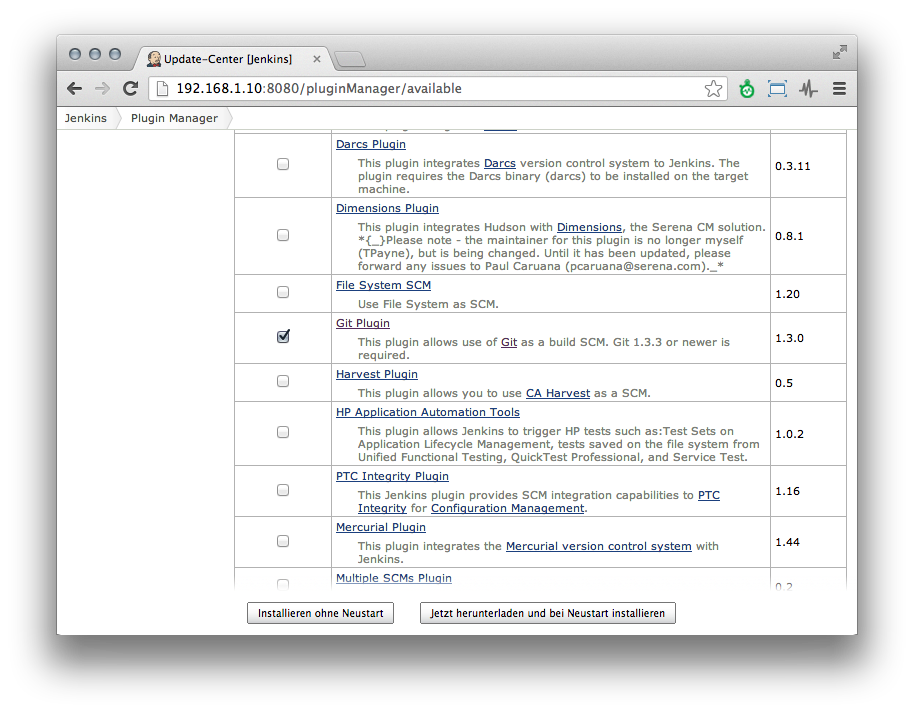 Update-Center [Jenkins]
192.168.1.10:8080/pluginManager/available
Jenkins
Plugin Manager
Darcs Plugin
This plugin integrates Darcs version control system to Jenkins. The
plugin requires the Darcs binary (darcs) to be installed on the target
machine.
0.3.11
Dimensions Plugin
This plugin integrates Hudson with Dimensions, the Serena CM solution.
*{_}Please note - the maintainer for this plugin is no longer myself
(TPayne), but is being changed. Until it has been updated, please
forward any issues to Paul Caruana (pcaruana@serena.com)._*
0.8.1
File System SCM
Use File System as SCM.
1.20
Git Plugin
This plugin allows use of Git as a build SCM. Git 1.3.3 or newer is
required.
1.3.0
Harvest Plugin
This plugin allows you to use CA Harvest as a SCM.
0.5
HP Application Automation Tools
This plugin allows Jenkins to trigger HP tests such as:Test Sets on
Application Lifecycle Management, tests saved on the file system from
Unified Functional Testing, QuickTest Professional, and Service Test.
1.0.2
PTC Integrity Plugin
This Jenkins plugin provides SCM integration capabilities to PTC
Integrity for Configuration Management.
1.16
Mercurial Plugin
This plugin integrates the Mercurial version control system with
Jenkins.
1.44
Multiple SCMs Plugin
0.2
Installieren ohne Neustart
Jetzt herunterladen und bei Neustart installieren